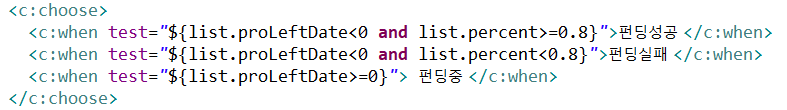 <c:choose>
<c:when test="${list.proLeftDate<0 and list.percent>=0.8}">펀딩성공 </c:when>
<c:when test="${list.proLeftDate<0 and list.percent<0.8}">펀딩실패 </c:when>
<c:when test="${list.proLeftDate>=0}"> 펀딩중 </c:when>
</c:choose>